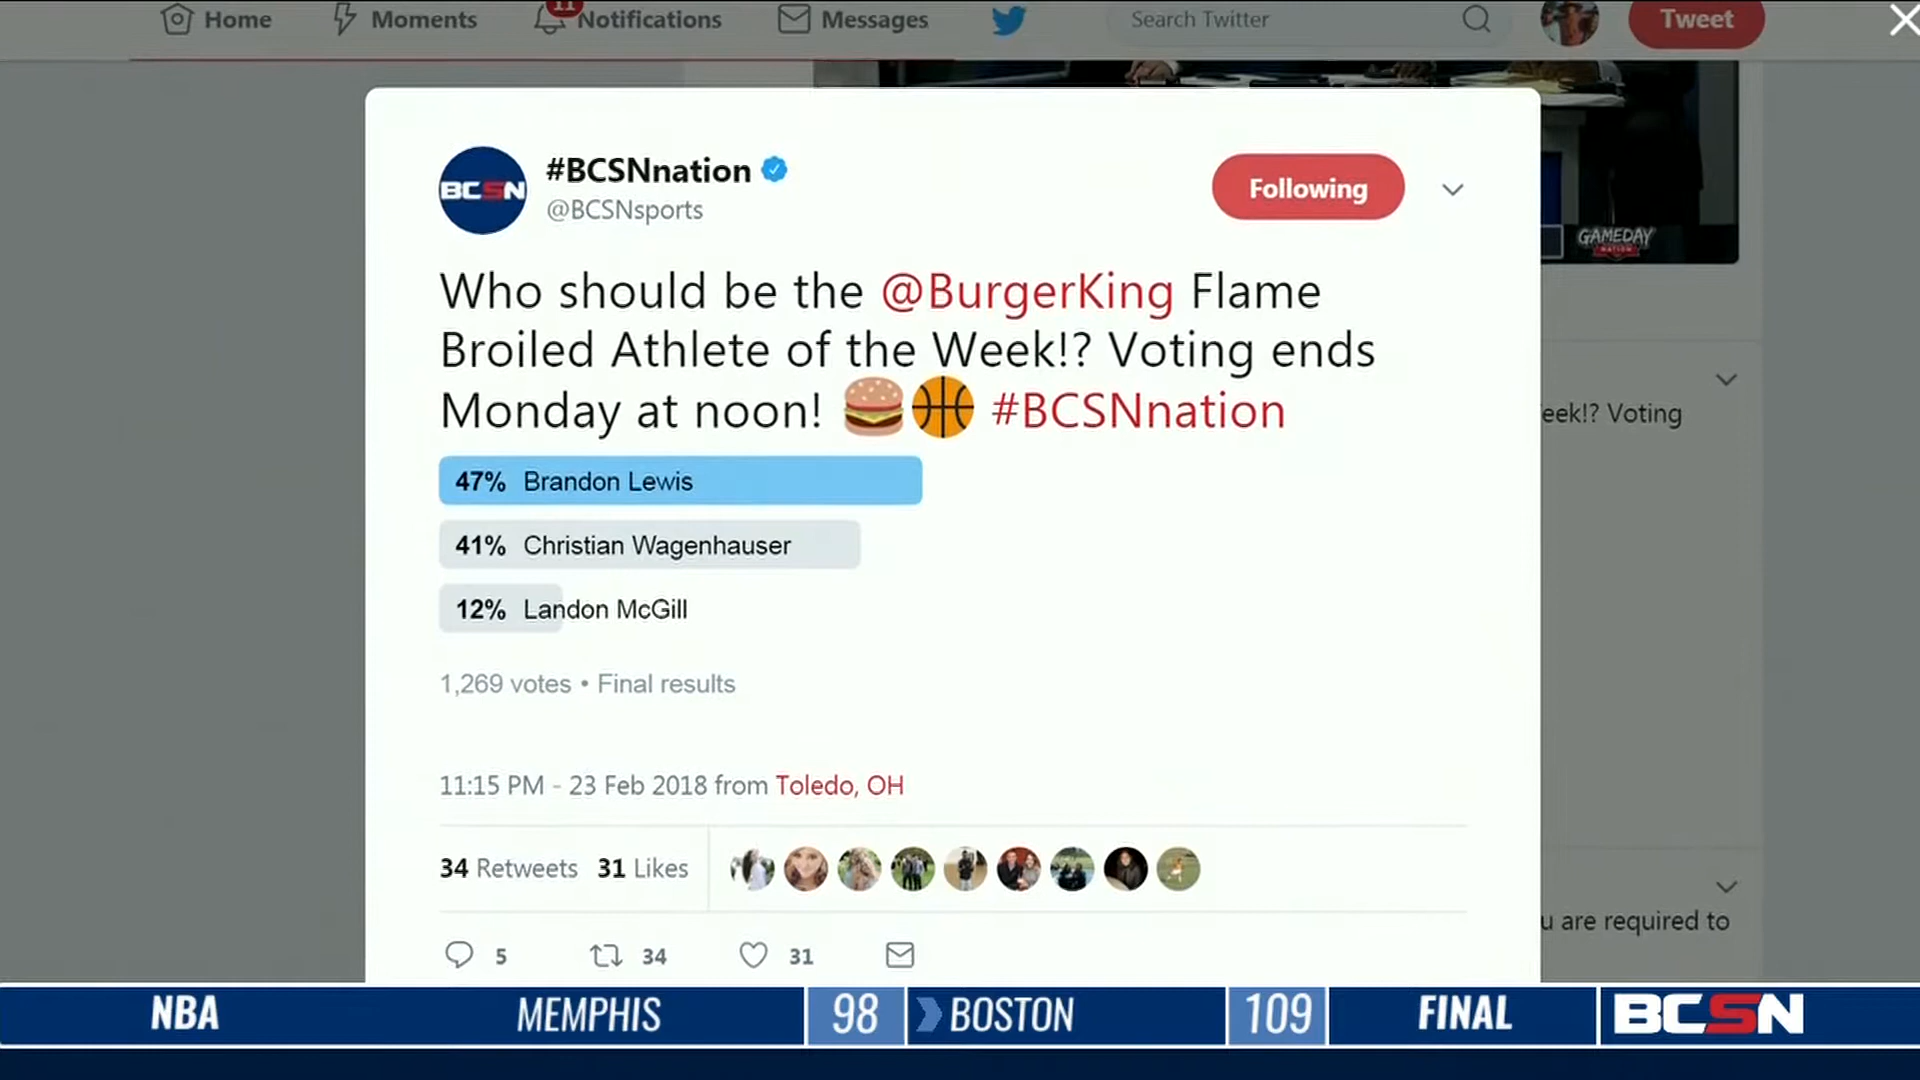 Home Moments 11 Notifications Messages Search Twitter Tweet
BCSN #BCSNnation
@BCSNsports
Following
GAMEDAY
NATION
Who should be the @BurgerKing Flame
Broiled Athlete of the Week!? Voting ends
Monday at noon! #BCSNnation
eek!? Voting
47% Brandon Lewis
41% Christian Wagenhauser
12% Landon McGill
1,269 votes • Final results
11:15 PM - 23 Feb 2018 from Toledo, OH
34 Retweets 31 Likes
u are required to
5 34 31
NBA MEMPHIS 98 BOSTON 109 FINAL BCSN